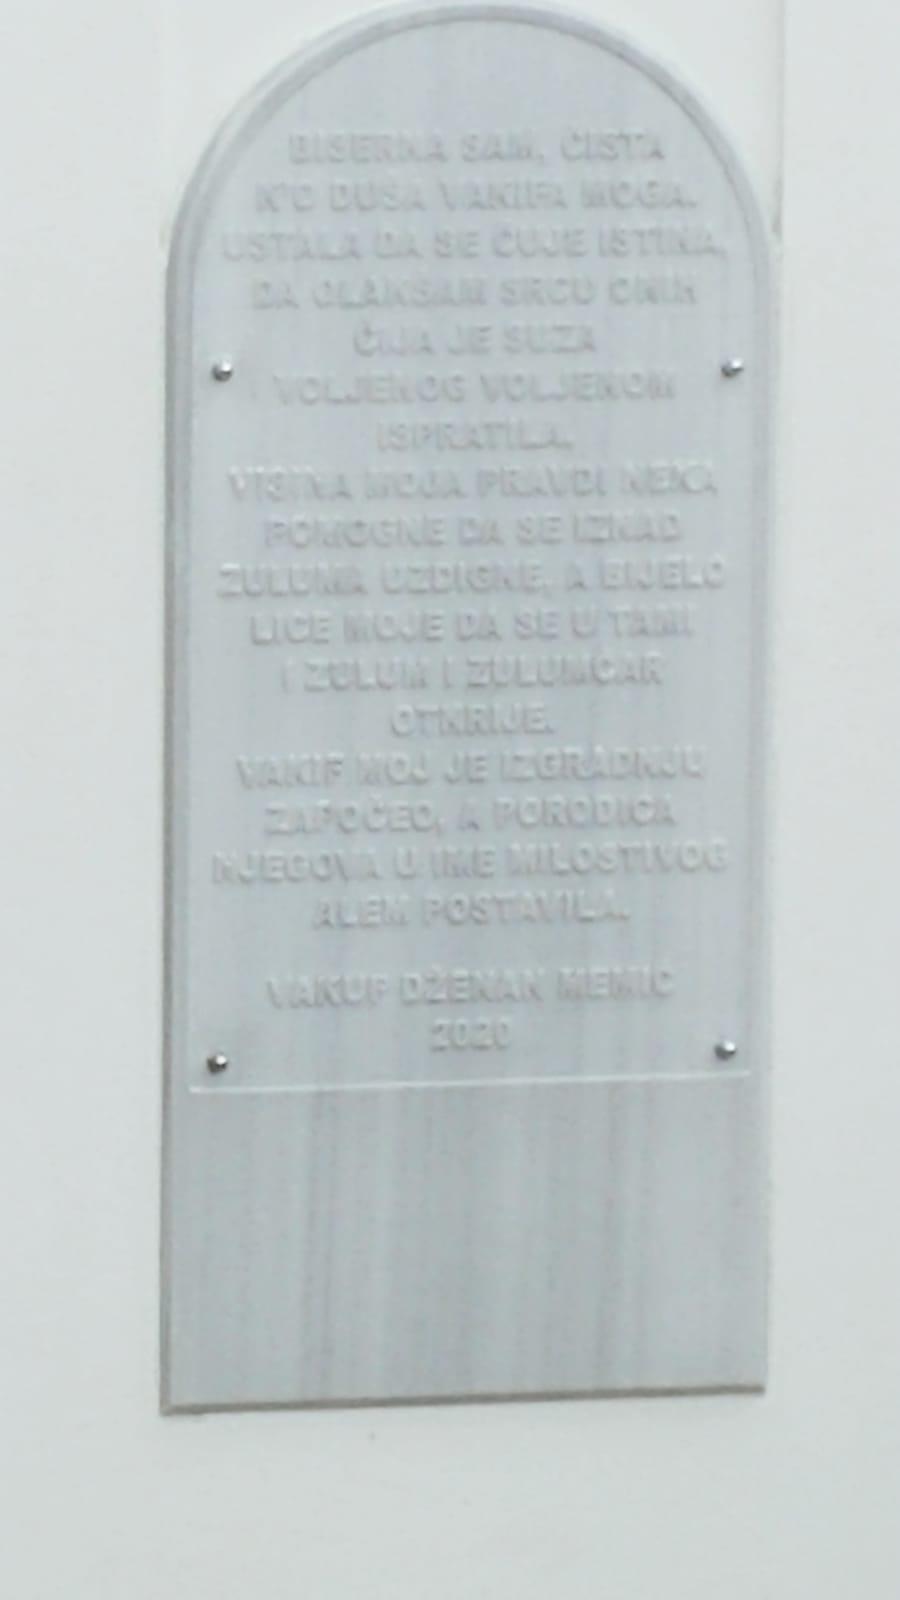 BISERNA SAM, ČISTA
K'O DUŠA VAKIFA MOGA.
USTALA DA SE ČUJE ISTINA,
DA OLAKŠAM SRCU ONIH
ČIJA JE SUZA
VOLJENOG VOLJENOM
ISPRATILA.
VISINA MOJA PRAVDI NEKA
POMOGNE DA SE IZNAD
ZULUMA UZDIGNE, A BIJELO
LICE MOJE DA SE U TAMI
I ZULUM I ZULUMĆAR
OTKRIJE.
VAKIF MOJ JE IZGRADNJU
ZAPOČEO, A PORODICA
NJEGOVA U IME MILOSTIVOG
ALEM POSTAVILA.
VAKUF DŽENAN MEMIĆ
2020